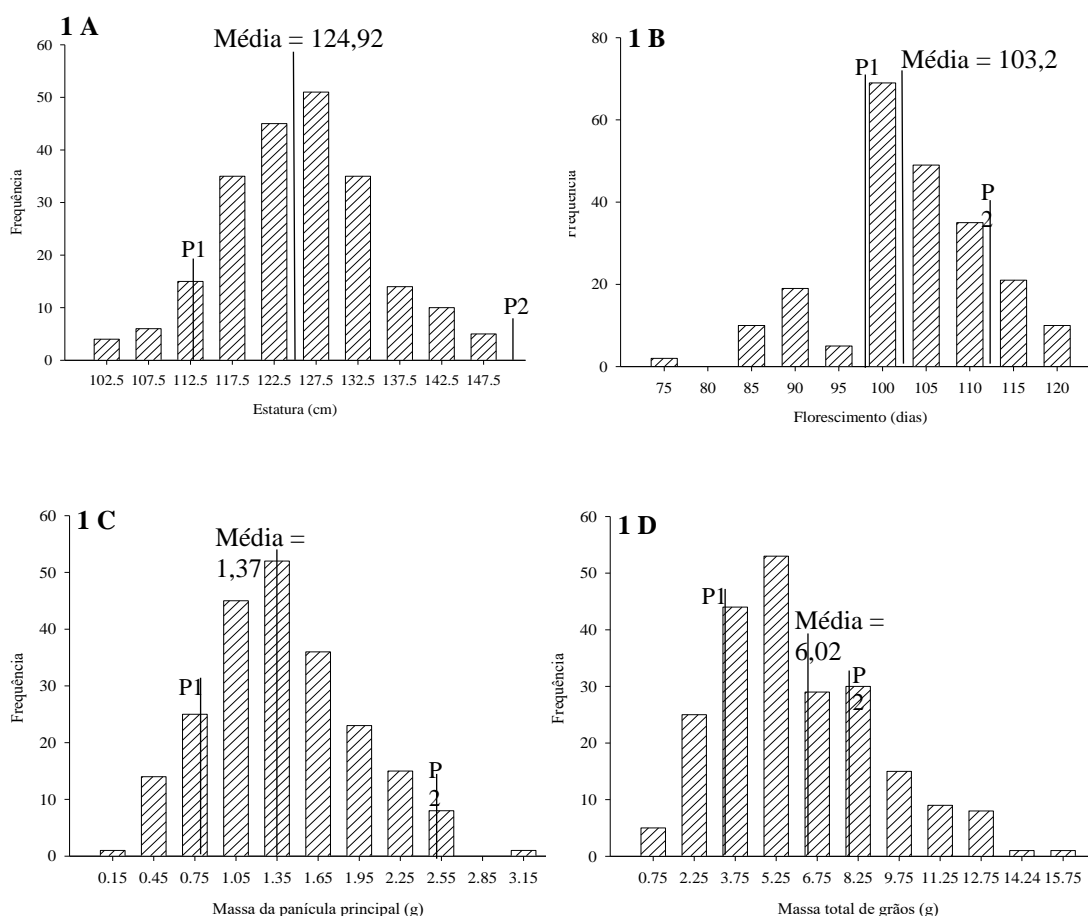 1 A
Média = 124,92
60
50
40
30
20
10
0
Frequência
P1
P2
102.5 107.5 112.5 117.5 122.5 127.5 132.5 137.5 142.5 147.5
Estatura (cm)
1 B
P1
Média = 103,2
P
2
80
60
40
20
0
Frequência
75 80 85 90 95 100 105 110 115 120
Florescimento (dias)
1 C
Média =
1,37
P1
P
2
60
50
40
30
20
10
0
Frequência
0.15 0.45 0.75 1.05 1.35 1.65 1.95 2.25 2.55 2.85 3.15
Massa da panícula principal (g)
1 D
P1
Média =
6,02
P
2
60
50
40
30
20
10
0
Frequência
0.75 2.25 3.75 5.25 6.75 8.25 9.75 11.25 12.75 14.24 15.75
Massa total de grãos (g)